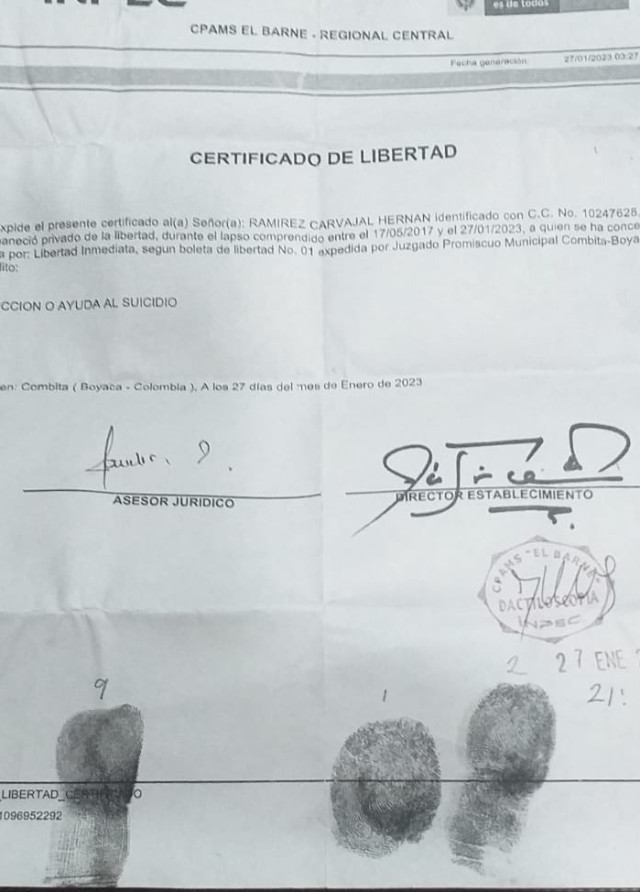 es de todos
CPAMS EL BARNE - REGIONAL CENTRAL
Fecha generación: 27/01/2023 03:27
CERTIFICADO DE LIBERTAD
xpide el presente certificado al(a) Señor(a): RAMIREZ CARVAJAL HERNAN identificado con C.C. No. 10247628,
aneció privado de la libertad, durante el lapso comprendido entre el 17/05/2017 y el 27/01/2023, a quien se ha conce
a por: Libertad Inmediata, segun boleta de libertad No. 01 expedida por Juzgado Promiscuo Municipal Combita-Boya
lito:
CCION O AYUDA AL SUICIDIO
en: Combita ( Boyaca - Colombia ), A los 27 días del mes de Enero de 2023
ASESOR JURIDICO
DIRECTOR ESTABLECIMIENTO
CPAMS "EL BARNE"
DACTILOSCOPIA
INPEC
2 27 ENE
9 1 21:
LIBERTAD_CERTIFICADO
1096952292